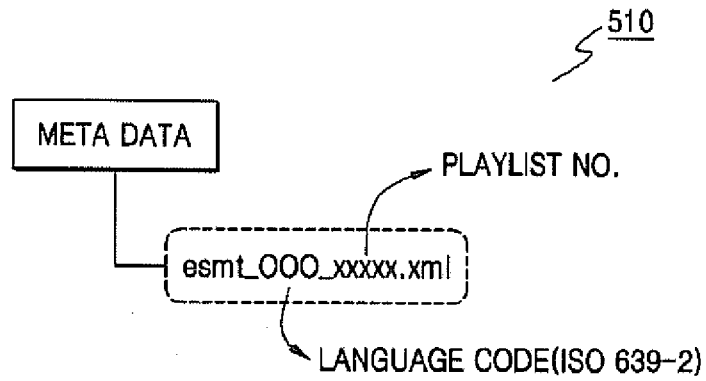 510
META DATA
PLAYLIST NO.
esmt_OOO_xxxxx.xml
LANGUAGE CODE(ISO 639-2)